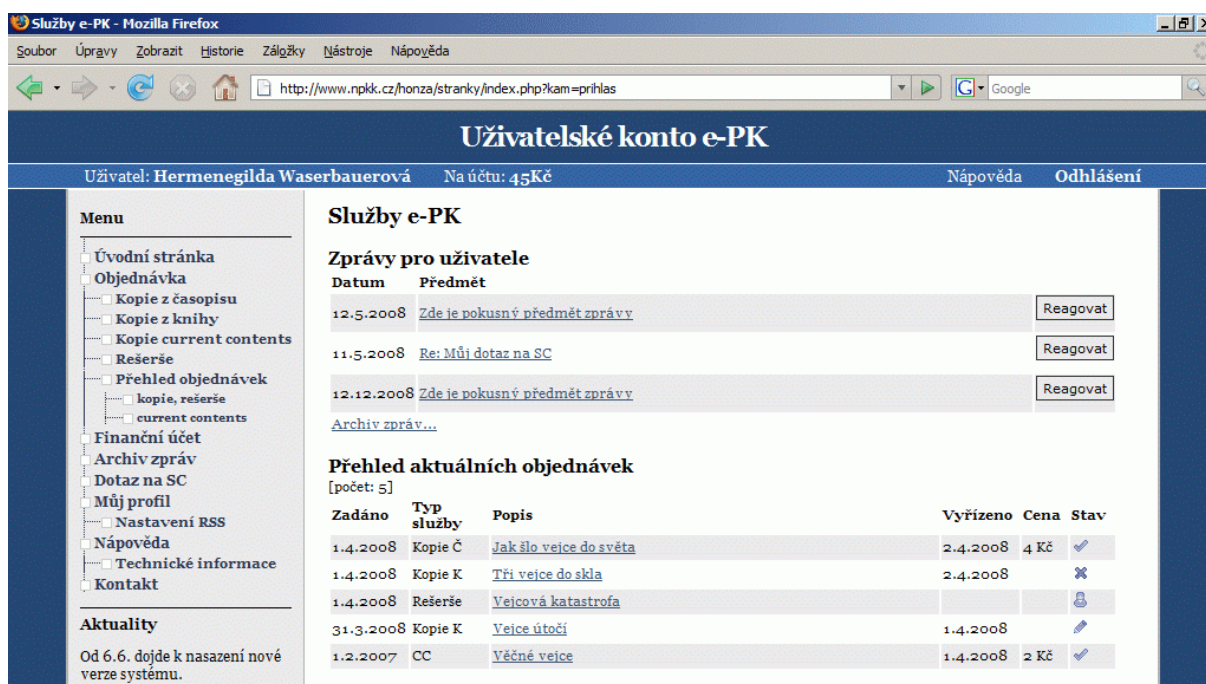 Služby e-PK - Mozilla Firefox
Soubor Úpravy Zobrazit Historie Záložky Nástroje Nápověda
http://www.npkk.cz/honza/stranky/index.php?kam=prihlas
G Google
Uživatelské konto e-PK
Uživatel: Hermenegilda Waserbauerová Na účtu: 45Kč Nápověda Odhlášení
Menu
Úvodní stránka
Objednávka
Kopie z časopisu
Kopie z knihy
Kopie current contents
Rešerše
Přehled objednávek
kopie, rešerše
current contents
Finanční účet
Archiv zpráv
Dotaz na SC
Můj profil
Nastavení RSS
Nápověda
Technické informace
Kontakt
Aktuality
Od 6.6. dojde k nasazení nové
verze systému.
Služby e-PK
Zprávy pro uživatele
Datum Předmět
12.5.2008 Zde je pokusný předmět zprávy Reagovat
11.5.2008 Re: Můj dotaz na SC Reagovat
12.12.2008 Zde je pokusný předmět zprávy Reagovat
Archiv zpráv...
Přehled aktuálních objednávek
[počet: 5]
Zadáno Typ služby Popis Vyřízeno Cena Stav
1.4.2008 Kopie Č Jak šlo vejce do světa 2.4.2008 4 Kč
1.4.2008 Kopie K Tři vejce do skla 2.4.2008
1.4.2008 Rešerše Vejcová katastrofa
31.3.2008 Kopie K Vejce útočí 1.4.2008
1.2.2007 CC Věčné vejce 1.4.2008 2 Kč